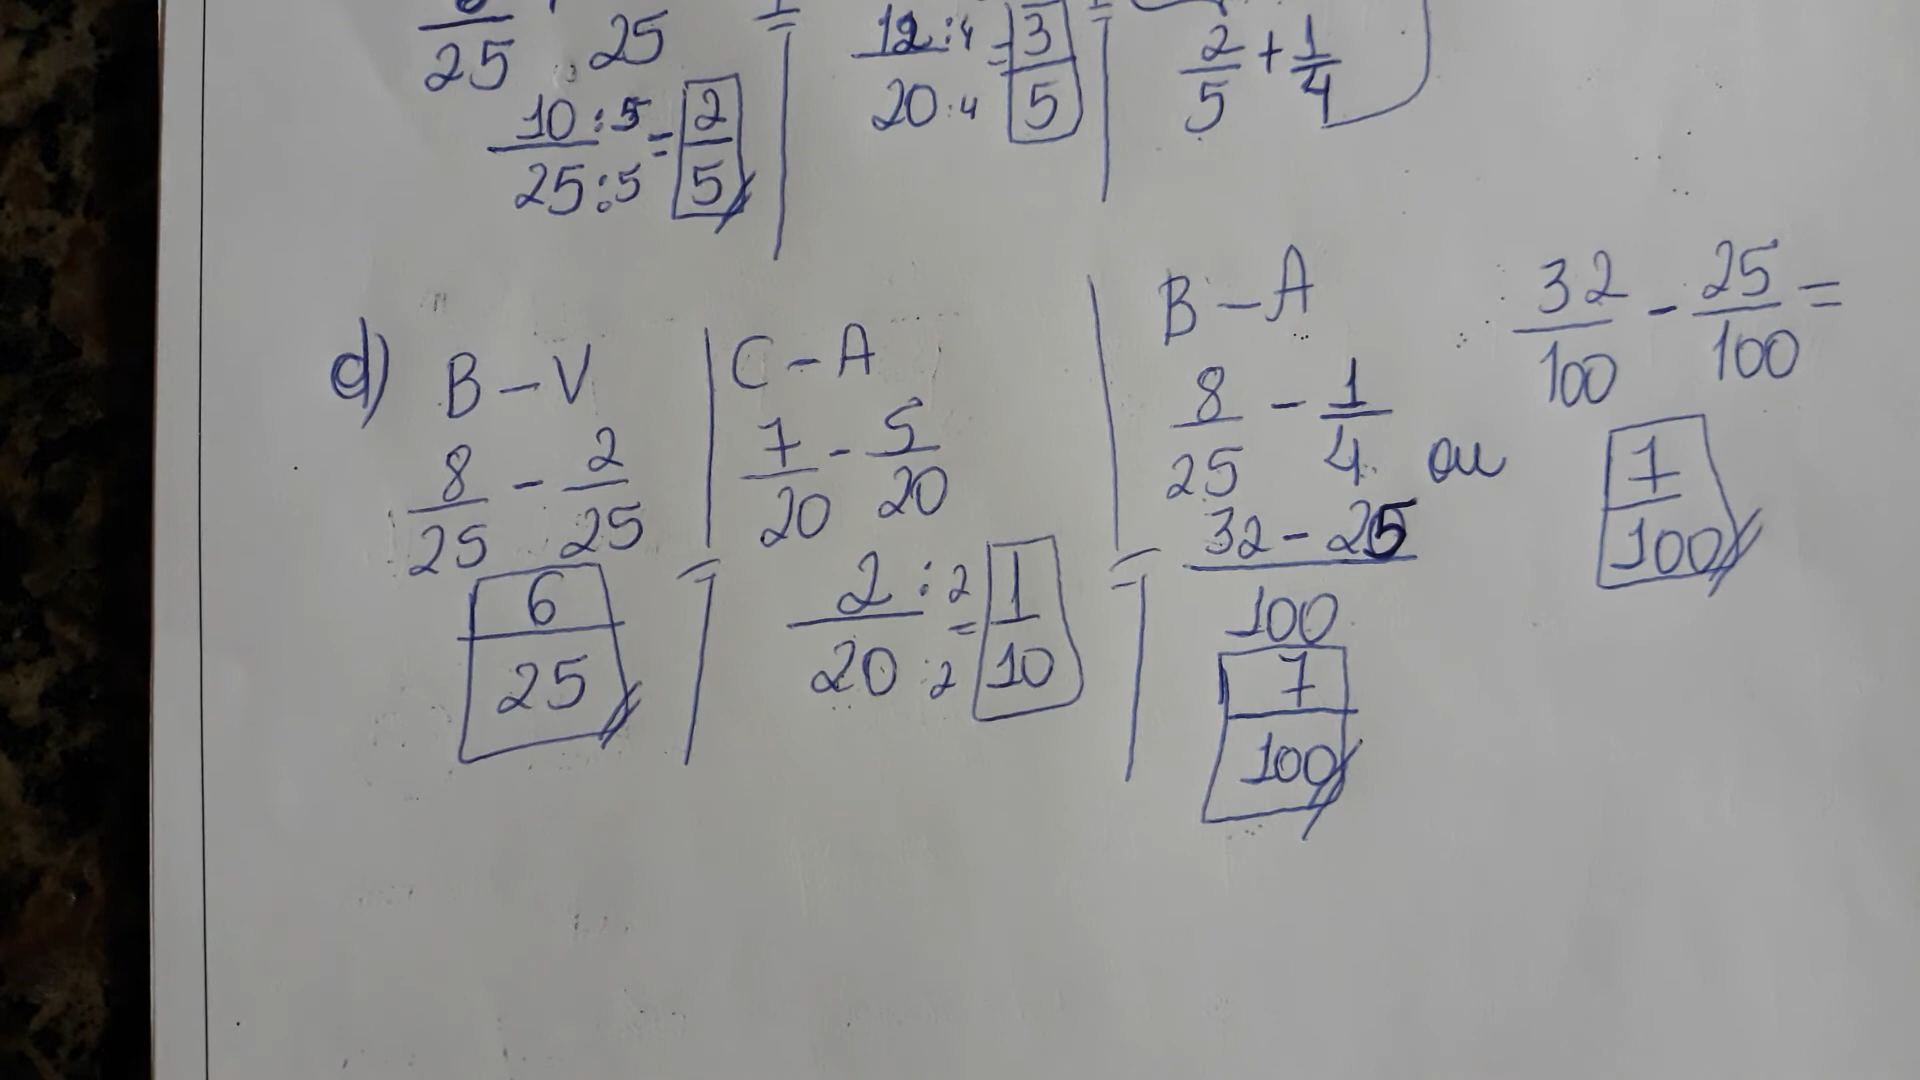 25 25
10:5 = 2
25:5 5
12:4 = 3
20:4 5
2/5 + 1/4
d) B - V
8/25 - 2/25
6/25
C - A
7/20 - 5/20
2:2 = 1
20:2 10
B - A
8/25 - 1/4 ou
32 - 25
100
7/100
32/100 - 25/100 =
7/100